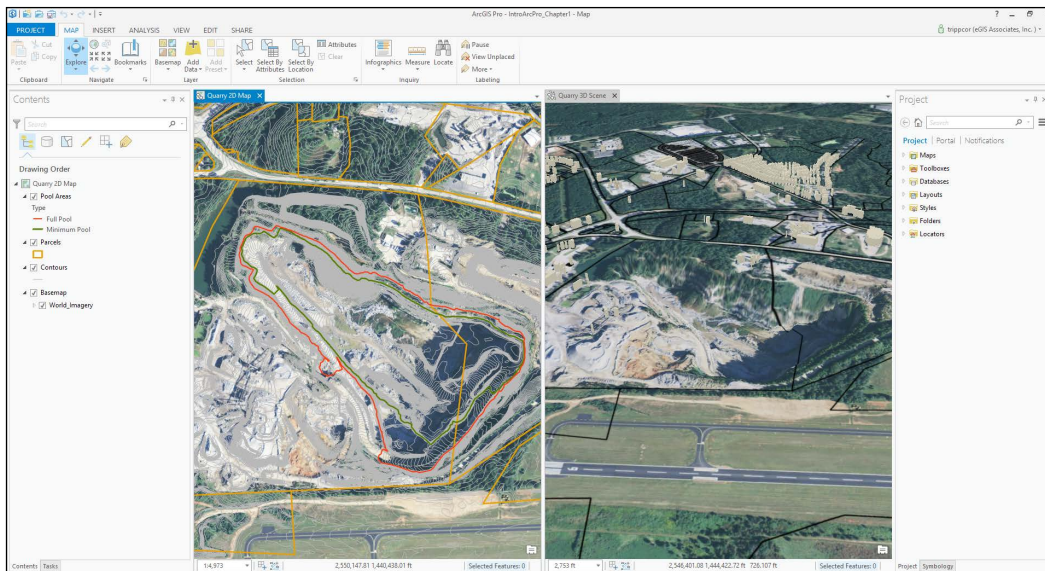 ArcGIS Pro - IntroArcPro_Chapter1 - Map
? — 
PROJECT MAP INSERT ANALYSIS VIEW EDIT SHARE
trippcor (eGIS Associates, Inc.)
Paste Cut Copy
Explore Bookmarks
Basemap Add Data Add Preset
Select Select By Attributes Select By Location Attributes Clear
Infographics Measure Locate
Pause
View Unplaced
More
Clipboard Navigate Layer Selection Inquiry Labeling
Contents
Search
Drawing Order
Quarry 2D Map
Pool Areas
Type
Full Pool
Minimum Pool
Parcels
Contours
Basemap
World_Imagery
Contents Tasks
Quarry 2D Map
1:4,973 2,550,147.81 1,440,438.01 ft Selected Features: 0
Quarry 3D Scene
2,753 ft 2,546,401.08 1,444,422.72 ft 726.107 ft Selected Features: 0
Project
Search
Project Portal Notifications
Maps
Toolboxes
Databases
Layouts
Styles
Folders
Locators
Project Symbology